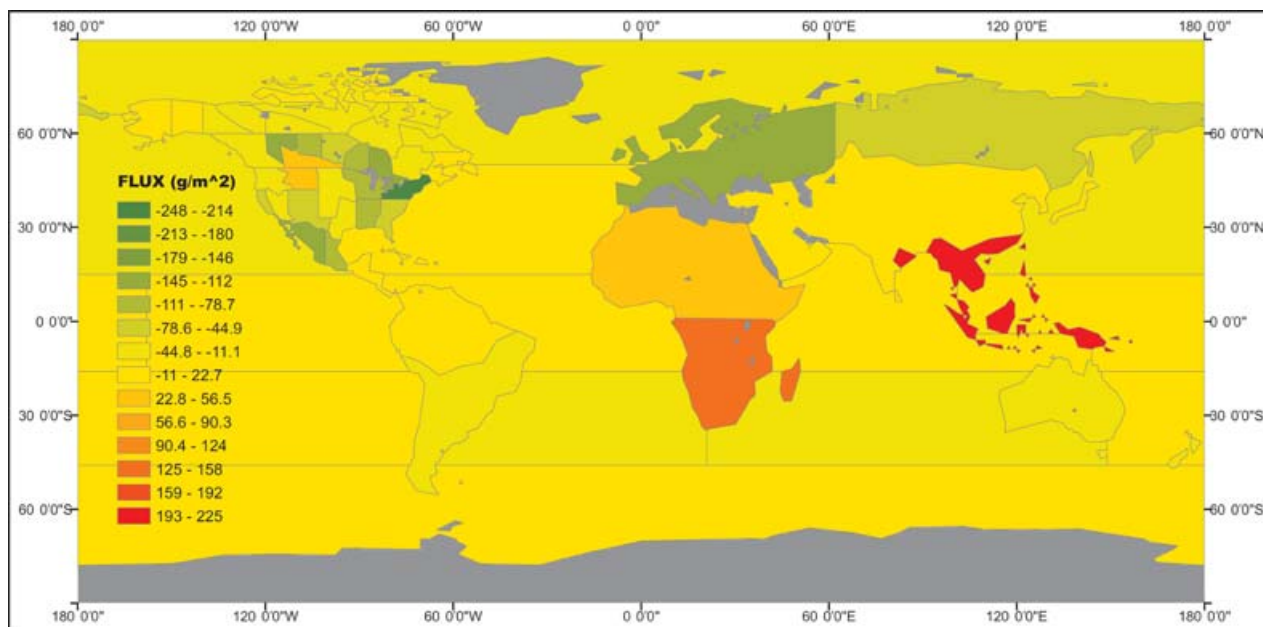 180 0'0" 120 0'0"W 60 0'0"W 0 0'0" 60 0'0"E 120 0'0"E 180 0'0"
60 0'0"N 60 0'0"N
FLUX (g/m^2)
-248 - -214
-213 - -180
30 0'0"N 30 0'0"N
-179 - -146
-145 - -112
-111 - -78.7
0 0'0" 0 0'0"
-78.6 - -44.9
-44.8 - -11.1
-11 - 22.7
22.8 - 56.5
30 0'0"S 30 0'0"S
56.6 - 90.3
90.4 - 124
125 - 158
159 - 192
60 0'0"S 60 0'0"S
193 - 225
180 0'0" 120 0'0"W 60 0'0"W 0 0'0" 60 0'0"E 120 0'0"E 180 0'0"